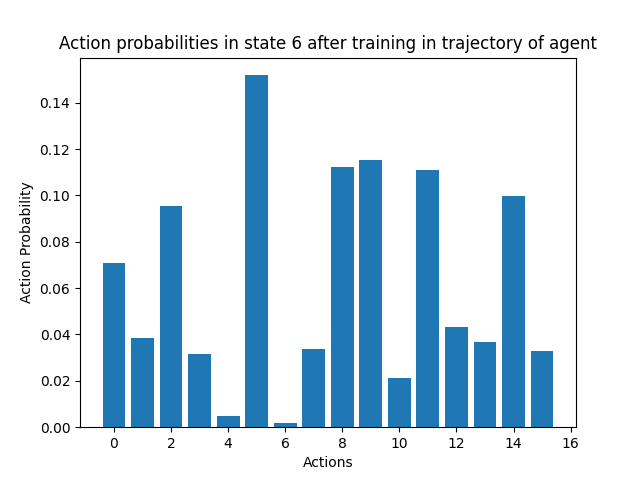 Action probabilities in state 6 after training in trajectory of agent
0.14
0.12
0.10
0.08
0.06
0.04
0.02
0.00
Action Probability
0 2 4 6 8 10 12 14 16
Actions